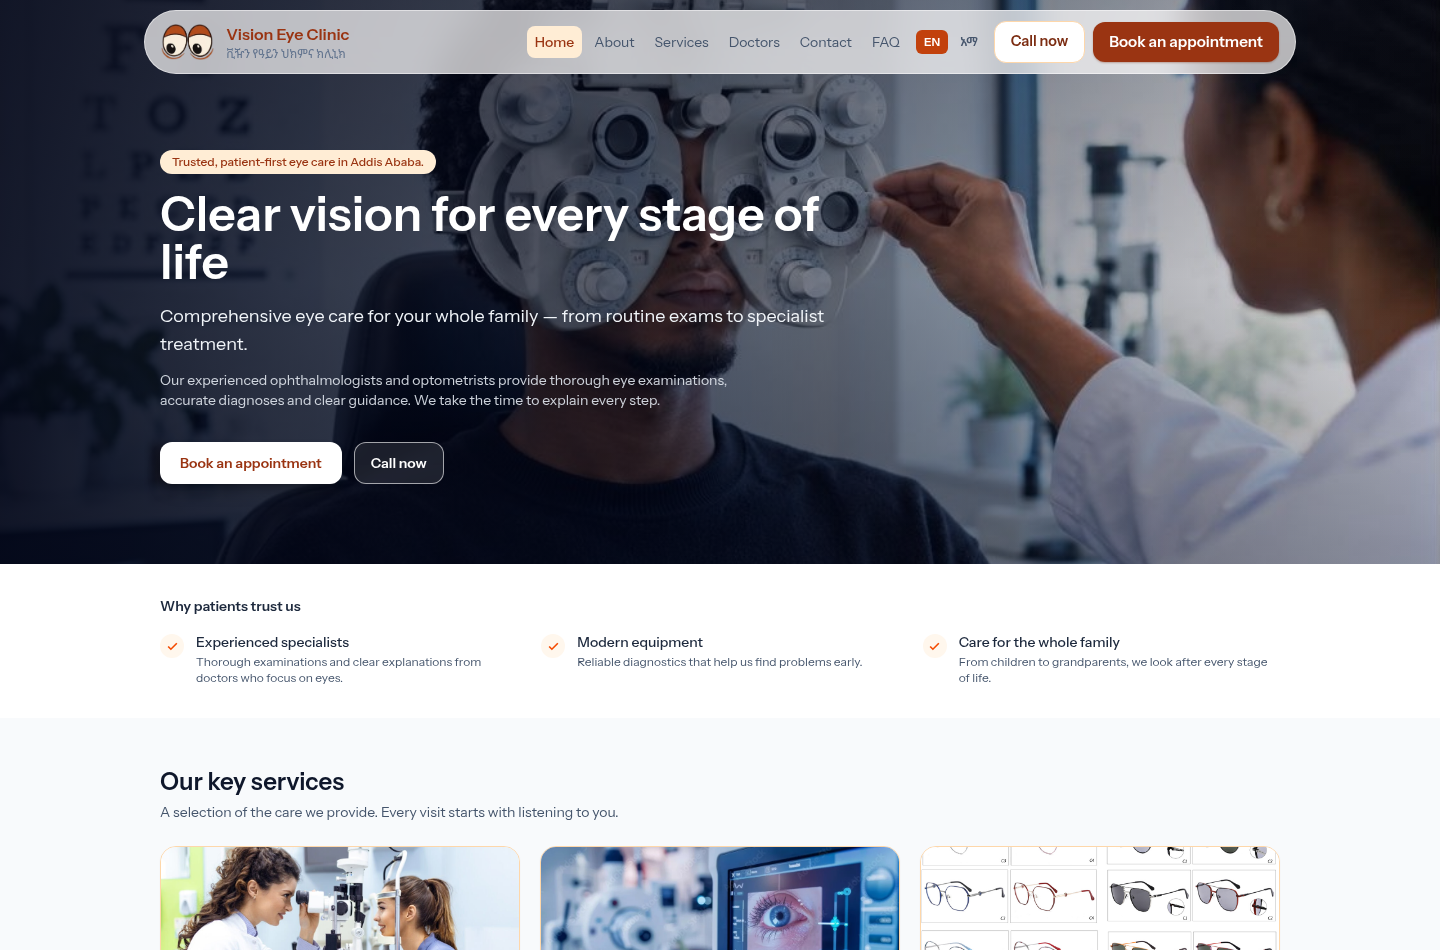 Vision Eye Clinic
ቪዥን የዓይን ህክምና ክሊኒክ
Home About Services Doctors Contact FAQ EN አማ Call now Book an appointment
T O Z
Trusted, patient-first eye care in Addis Ababa.
Clear vision for every stage of
life
Comprehensive eye care for your whole family — from routine exams to specialist
treatment.
Our experienced ophthalmologists and optometrists provide thorough eye examinations,
accurate diagnoses and clear guidance. We take the time to explain every step.
Book an appointment Call now
Why patients trust us
Experienced specialists
Thorough examinations and clear explanations from
doctors who focus on eyes.
Modern equipment
Reliable diagnostics that help us find problems early.
Care for the whole family
From children to grandparents, we look after every stage
of life.
Our key services
A selection of the care we provide. Every visit starts with listening to you.